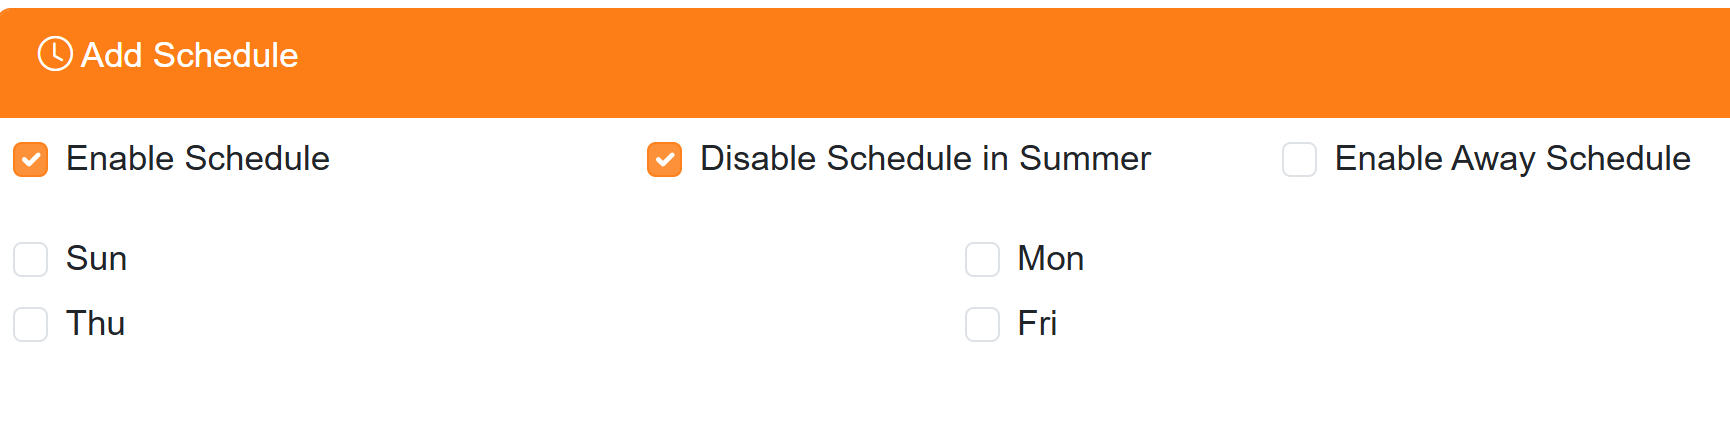 Add Schedule
Enable Schedule Disable Schedule in Summer Enable Away Schedule
Sun Mon
Thu Fri